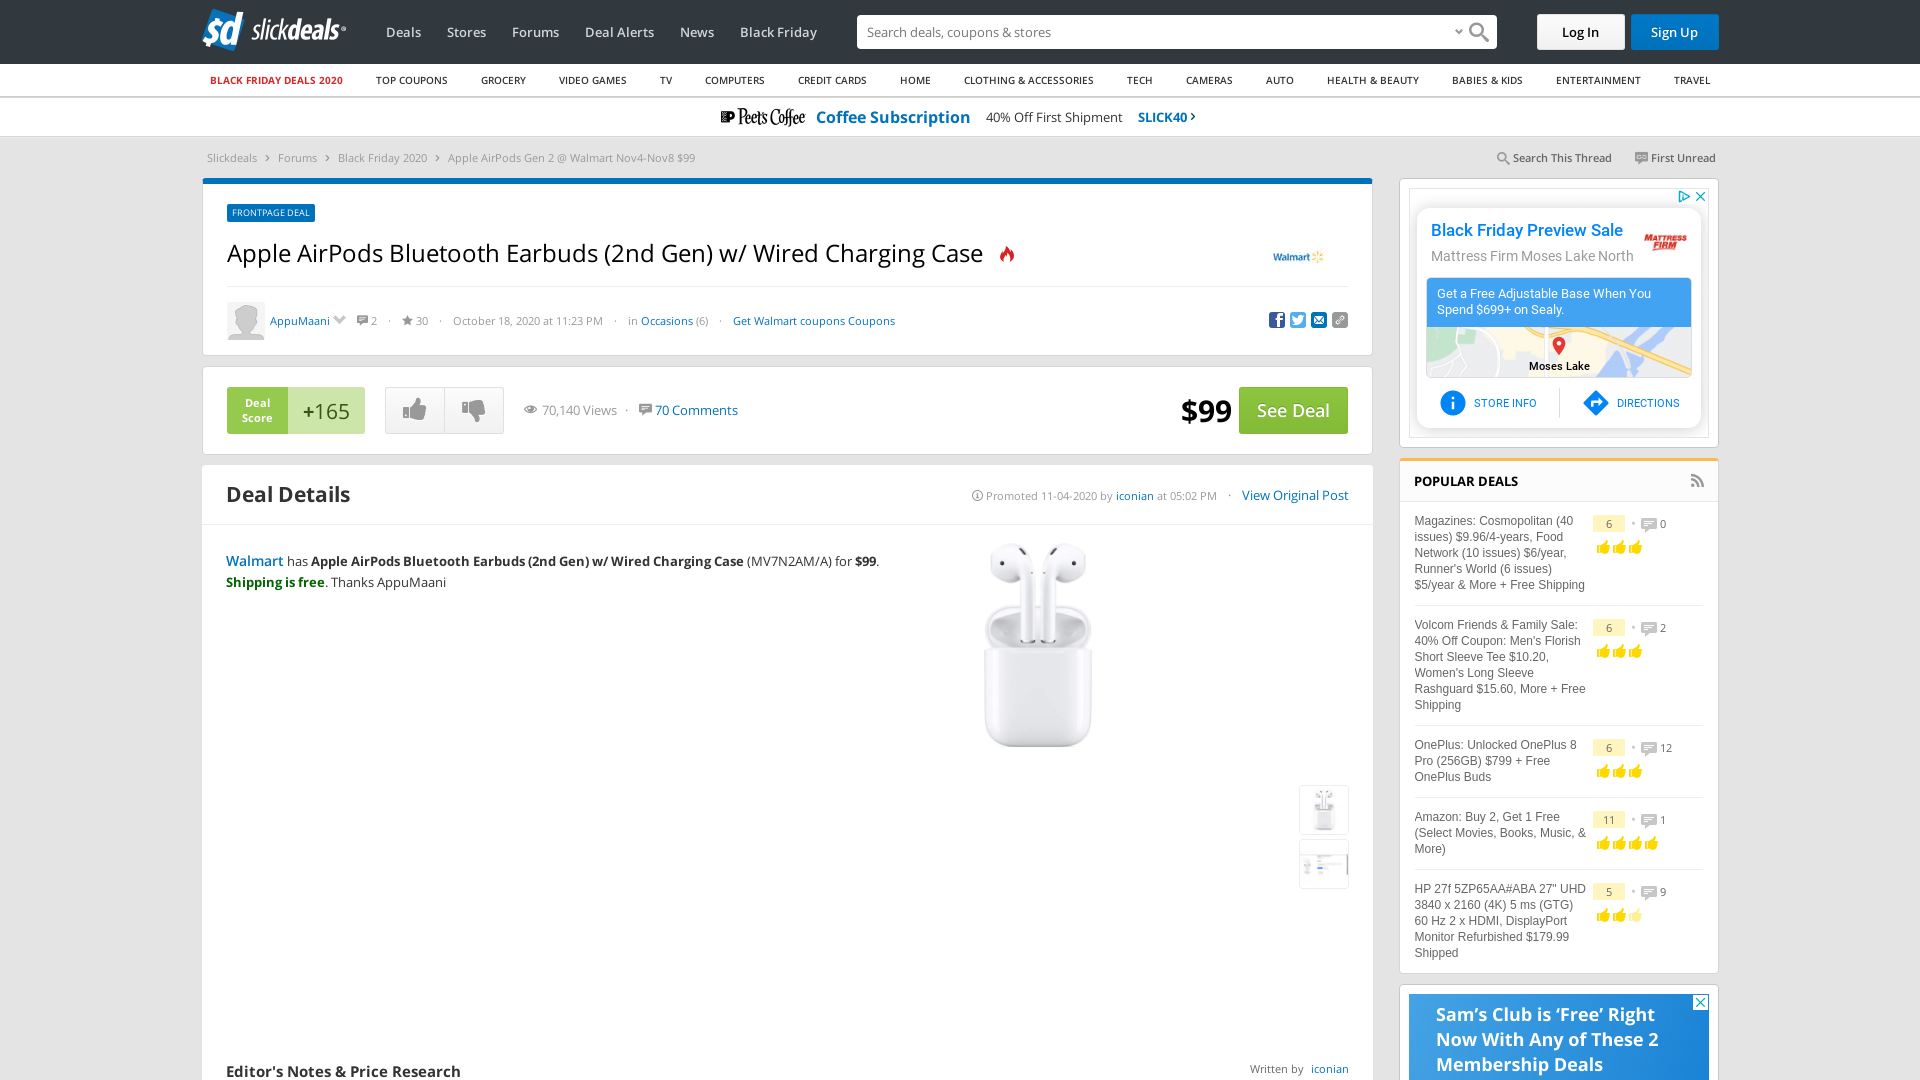 sd slickdeals
Deals Stores Forums Deal Alerts News Black Friday
Search deals, coupons & stores
Log In Sign Up
BLACK FRIDAY DEALS 2020 TOP COUPONS GROCERY VIDEO GAMES TV COMPUTERS CREDIT CARDS HOME CLOTHING & ACCESSORIES TECH CAMERAS AUTO HEALTH & BEAUTY BABIES & KIDS ENTERTAINMENT TRAVEL
Peet's Coffee Coffee Subscription 40% Off First Shipment SLICK40
Slickdeals Forums Black Friday 2020 Apple AirPods Gen 2 @ Walmart Nov4-Nov8 $99
Search This Thread First Unread
FRONTPAGE DEAL
Apple AirPods Bluetooth Earbuds (2nd Gen) w/ Wired Charging Case
Walmart
AppuMaani 2 · 30 · October 18, 2020 at 11:23 PM · in Occasions (6) · Get Walmart coupons Coupons
Deal Score
+165
70,140 Views · 70 Comments
$99 See Deal
Deal Details
Promoted 11-04-2020 by iconian at 05:02 PM · View Original Post
Walmart has Apple AirPods Bluetooth Earbuds (2nd Gen) w/ Wired Charging Case (MV7N2AM/A) for $99.
Shipping is free. Thanks AppuMaani
Editor's Notes & Price Research
Written by iconian
Black Friday Preview Sale
MATTRESS FIRM
Mattress Firm Moses Lake North
Get a Free Adjustable Base When You
Spend $699+ on Sealy.
Moses Lake
STORE INFO DIRECTIONS
POPULAR DEALS
Magazines: Cosmopolitan (40
issues) $9.96/4-years, Food
Network (10 issues) $6/year,
Runner's World (6 issues)
$5/year & More + Free Shipping
6 • 0
Volcom Friends & Family Sale:
40% Off Coupon: Men's Florish
Short Sleeve Tee $10.20,
Women's Long Sleeve
Rashguard $15.60, More + Free
Shipping
6 • 2
OnePlus: Unlocked OnePlus 8
Pro (256GB) $799 + Free
OnePlus Buds
6 • 12
Amazon: Buy 2, Get 1 Free
(Select Movies, Books, Music, &
More)
11 • 1
HP 27f 5ZP65AA#ABA 27" UHD
3840 x 2160 (4K) 5 ms (GTG)
60 Hz 2 x HDMI, DisplayPort
Monitor Refurbished $179.99
Shipped
5 • 9
Sam's Club is 'Free' Right
Now With Any of These 2
Membership Deals